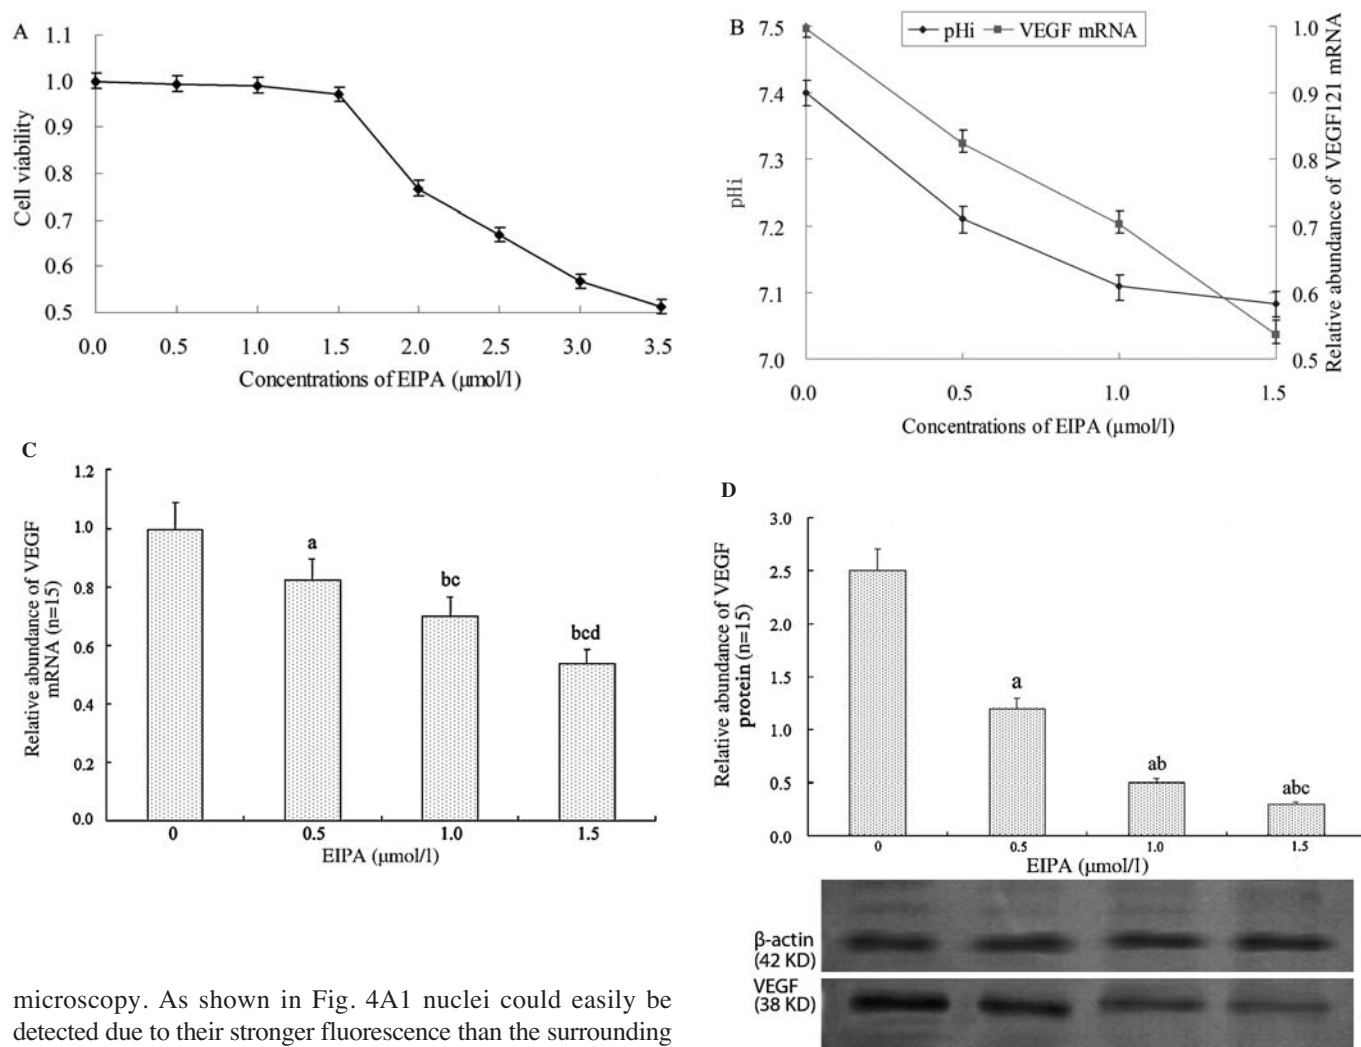 A
1.1
1.0
0.9
0.8
0.7
0.6
0.5
Cell viability
0.0 0.5 1.0 1.5 2.0 2.5 3.0 3.5
Concentrations of EIPA (µmol/l)
B
pHi VEGF mRNA
7.5
7.4
7.3
7.2
7.1
7.0
pHi
1.0
0.9
0.8
0.7
0.6
0.5
Relative abundance of VEGF121 mRNA
0.0 0.5 1.0 1.5
Concentrations of EIPA (µmol/l)
C
1.2
1.0
0.8
0.6
0.4
0.2
0.0
Relative abundance of VEGF
mRNA (n=15)
a
bc
bcd
0 0.5 1.0 1.5
EIPA (µmol/l)
D
3.0
2.5
2.0
1.5
1.0
0.5
0.0
Relative abundance of VEGF
protein (n=15)
a
ab
abc
0 0.5 1.0 1.5
EIPA (µmol/l)
β-actin
(42 KD)
VEGF
(38 KD)
microscopy. As shown in Fig. 4A1 nuclei could easily be
detected due to their stronger fluorescence than the surrounding